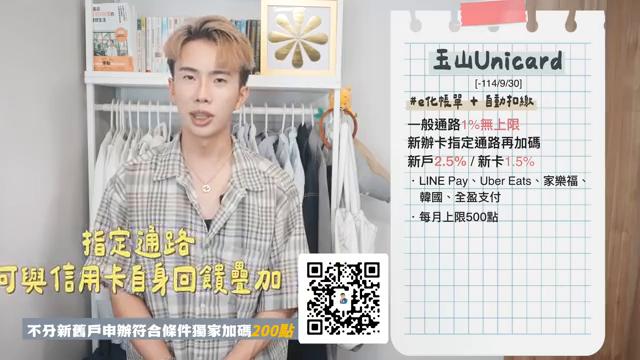 玉山Unicard
[-114/9/30]
#e化帳單 + 自動扣繳
一般通路1%無上限
新辦卡指定通路再加碼
新戶2.5% / 新卡1.5%
・LINE Pay、Uber Eats、家樂福、
韓國、全盈支付
・每月上限500點
指定通路
可與信用卡自身回饋疊加
不分新舊戶申辦符合條件獨家加碼200點